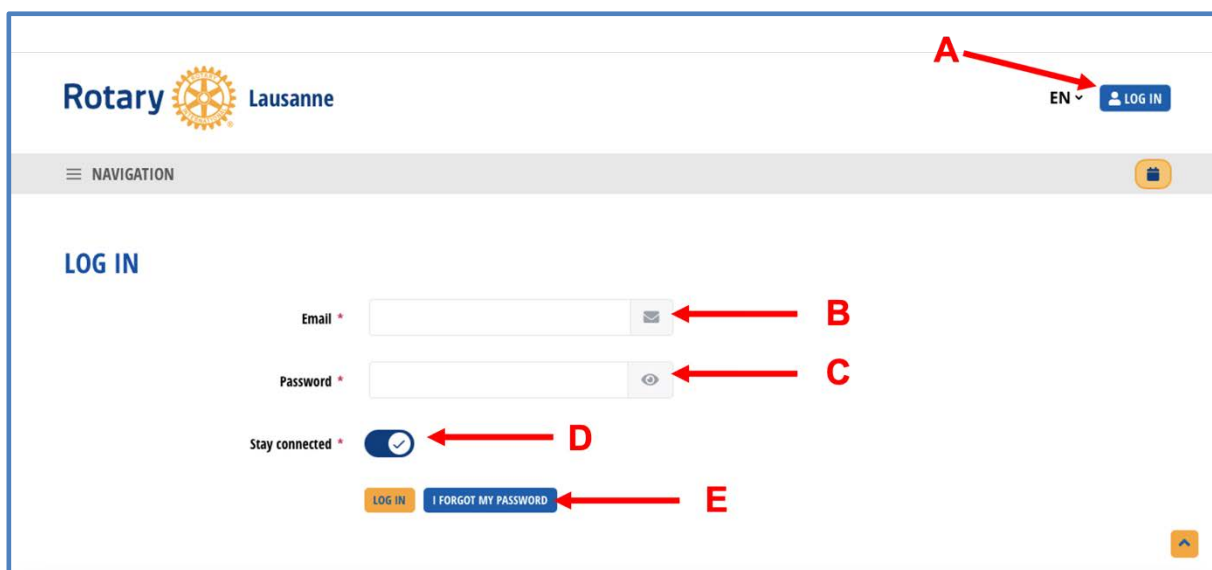 A
Rotary Lausanne
EN LOG IN
NAVIGATION
LOG IN
Email *
B
Password *
C
Stay connected *
D
LOG IN I FORGOT MY PASSWORD
E